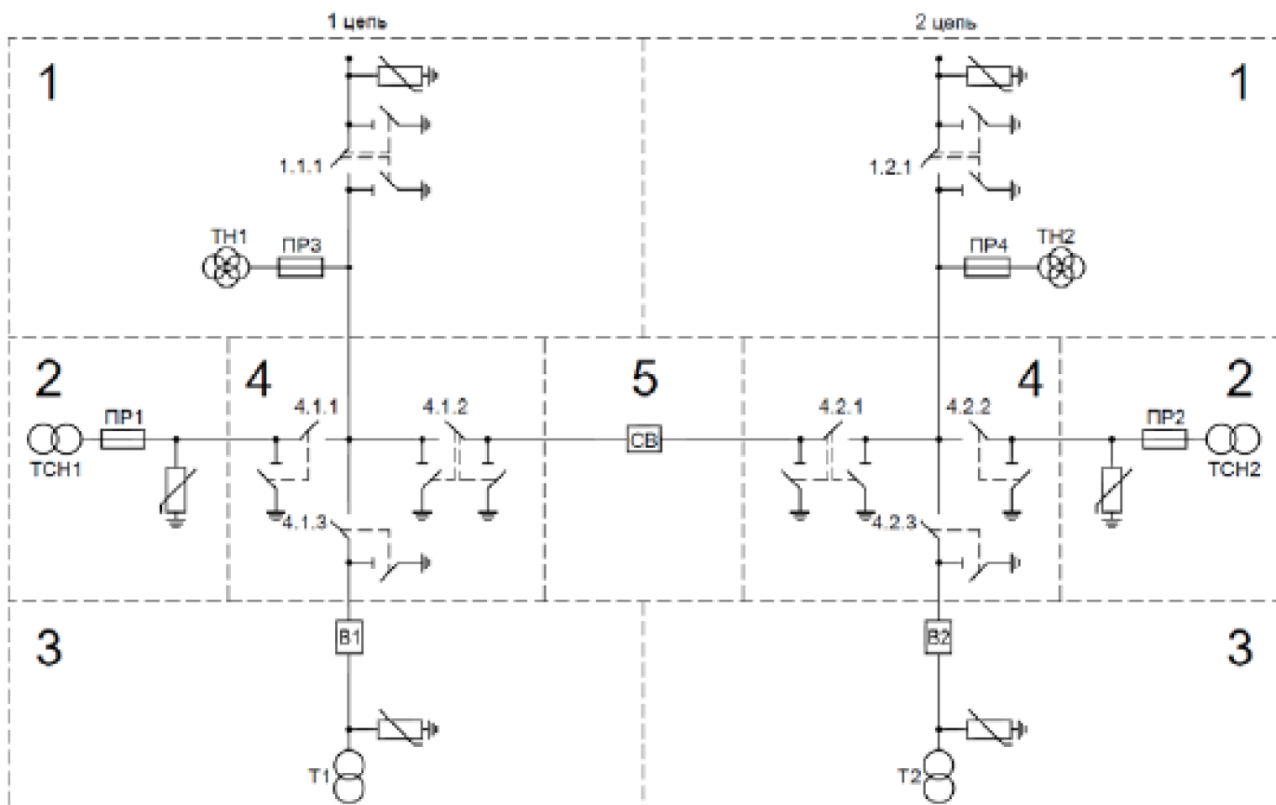 1 цепь
2 цепь
1
1
1.1.1
1.2.1
ТН1
ПР3
ПР4
ТН2
2
4
5
4
2
ПР1
4.1.1
4.1.2
4.2.1
4.2.2
ПР2
СВ
ТСН1
ТСН2
4.1.3
4.2.3
3
В1
В2
3
Т1
Т2